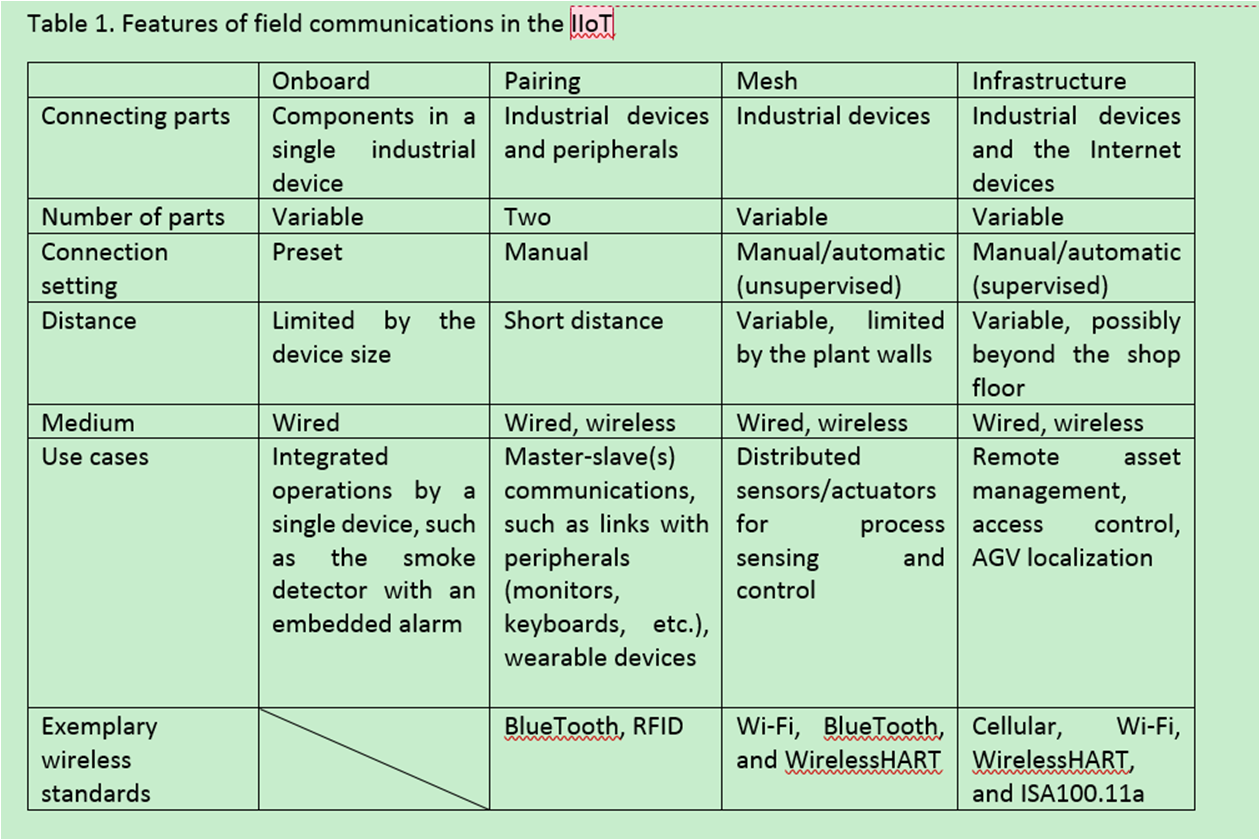 Table 1. Features of field communications in the IIoT
Onboard
Pairing
Mesh
Infrastructure
Connecting parts
Components in a
single industrial
device
Industrial devices
and peripherals
Industrial devices
Industrial devices
and the Internet
devices
Number of parts
Variable
Two
Variable
Variable
Connection
setting
Preset
Manual
Manual/automatic
(unsupervised)
Manual/automatic
(supervised)
Distance
Limited by the
device size
Short distance
Variable, limited
by the plant walls
Variable, possibly
beyond the shop
floor
Medium
Wired
Wired, wireless
Wired, wireless
Wired, wireless
Use cases
Integrated
operations by a
single device, such
as the smoke
detector with an
embedded alarm
Master-slave(s)
communications,
such as links with
peripherals
(monitors,
keyboards, etc.),
wearable devices
Distributed
sensors/actuators
for process
sensing and
control
Remote asset
management,
access control,
AGV localization
Exemplary
wireless
standards
BlueTooth, RFID
Wi-Fi, BlueTooth,
and WirelessHART
Cellular, Wi-Fi,
WirelessHART,
and ISA100.11a